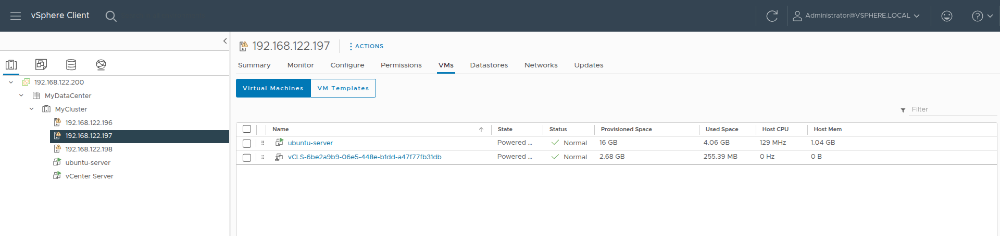 vSphere Client
Administrator@VSPHERE.LOCAL
192.168.122.200
MyDataCenter
MyCluster
192.168.122.196
192.168.122.197
192.168.122.198
ubuntu-server
vCenter Server
192.168.122.197 ACTIONS
Summary Monitor Configure Permissions VMs Datastores Networks Updates
Virtual Machines VM Templates
Filter
Name State Status Provisioned Space Used Space Host CPU Host Mem
ubuntu-server Powered ... Normal 16 GB 4.06 GB 129 MHz 1.04 GB
vCLS-6be2a9b9-06e5-448e-b1dd-a47f77fb31db Powered ... Normal 2.68 GB 255.39 MB 0 Hz 0 B